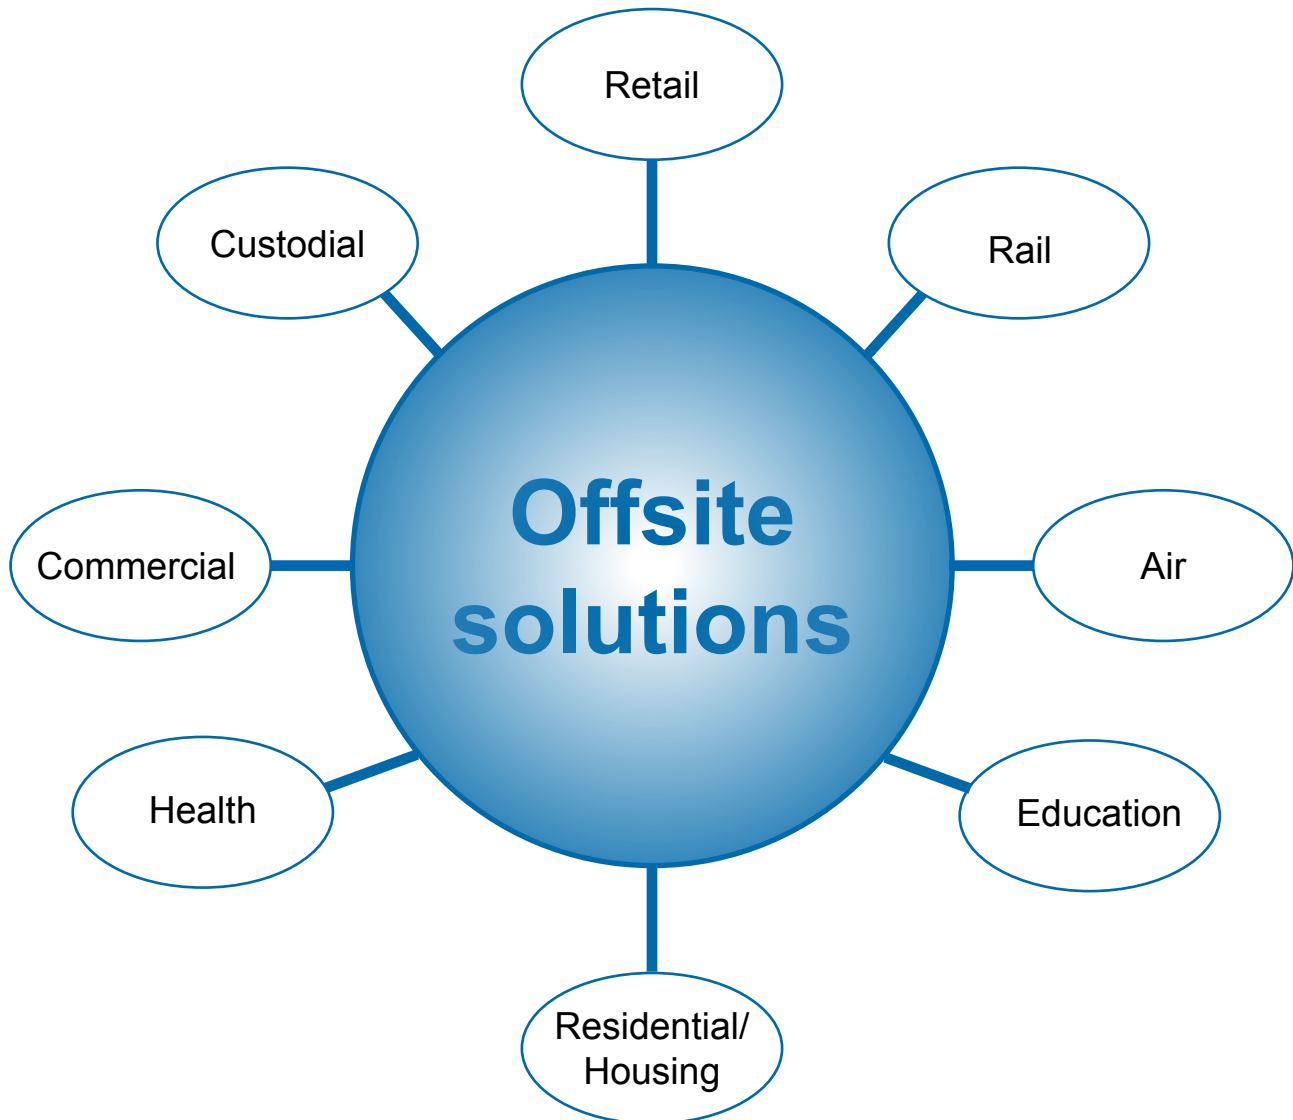 Retail
Custodial
Rail
Offsite
solutions
Commercial
Air
Health
Education
Residential/
Housing